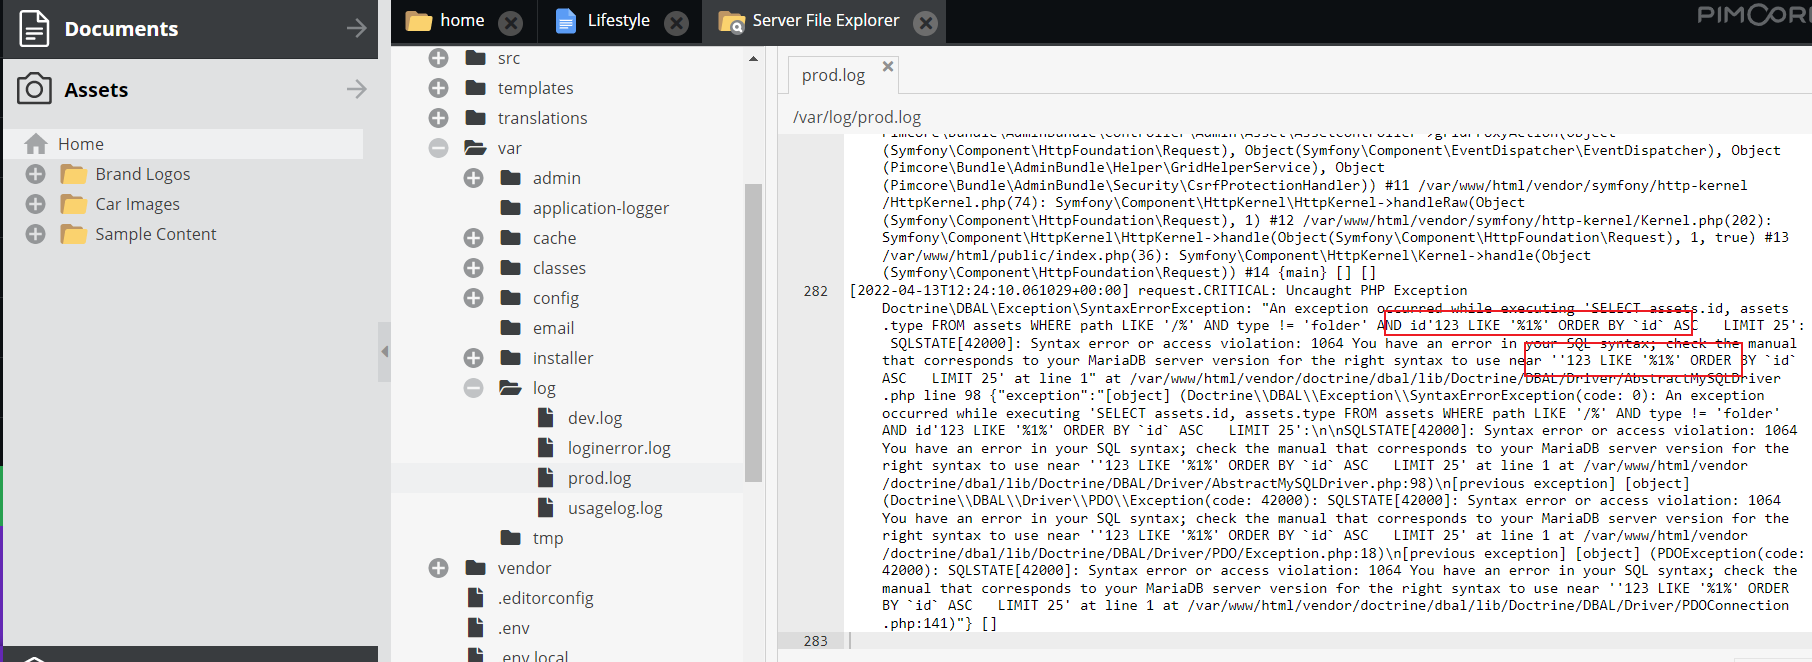 Documents
Assets
Home
Brand Logos
Car Images
Sample Content
home
Lifestyle
Server File Explorer
PIMCOR
src
templates
translations
var
admin
application-logger
cache
classes
config
email
installer
log
dev.log
loginerror.log
prod.log
usagelog.log
tmp
vendor
.editorconfig
.env
.env.local
prod.log
/var/log/prod.log
Pimcore\Bundle\AdminBundle\Controller\Admin\Asset\AssetController->gridProxyAction(Object
(Symfony\Component\HttpFoundation\Request), Object(Symfony\Component\EventDispatcher\EventDispatcher), Object
(Pimcore\Bundle\AdminBundle\Helper\GridHelperService), Object
(Pimcore\Bundle\AdminBundle\Security\CsrfProtectionHandler)) #11 /var/www/html/vendor/symfony/http-kernel
/HttpKernel.php(74): Symfony\Component\HttpKernel\HttpKernel->handleRaw(Object
(Symfony\Component\HttpFoundation\Request), 1) #12 /var/www/html/vendor/symfony/http-kernel/Kernel.php(202):
Symfony\Component\HttpKernel\HttpKernel->handle(Object(Symfony\Component\HttpFoundation\Request), 1, true) #13
/var/www/html/public/index.php(36): Symfony\Component\HttpKernel\Kernel->handle(Object
(Symfony\Component\HttpFoundation\Request)) #14 {main} [] []
282 [2022-04-13T12:24:10.061029+00:00] request.CRITICAL: Uncaught PHP Exception
Doctrine\DBAL\Exception\SyntaxErrorException: "An exception occurred while executing 'SELECT assets.id, assets
.type FROM assets WHERE path LIKE '/%' AND type != 'folder' AND id'123 LIKE '%1%' ORDER BY `id` ASC   LIMIT 25':
SQLSTATE[42000]: Syntax error or access violation: 1064 You have an error in your SQL syntax; check the manual
that corresponds to your MariaDB server version for the right syntax to use near ''123 LIKE '%1%' ORDER BY `id`
ASC   LIMIT 25' at line 1" at /var/www/html/vendor/doctrine/dbal/lib/Doctrine/DBAL/Driver/AbstractMySQLDriver
.php line 98 {"exception":"[object] (Doctrine\\DBAL\\Exception\\SyntaxErrorException(code: 0): An exception
occurred while executing 'SELECT assets.id, assets.type FROM assets WHERE path LIKE '/%' AND type != 'folder'
AND id'123 LIKE '%1%' ORDER BY `id` ASC   LIMIT 25':\n\nSQLSTATE[42000]: Syntax error or access violation: 1064
You have an error in your SQL syntax; check the manual that corresponds to your MariaDB server version for the
right syntax to use near ''123 LIKE '%1%' ORDER BY `id` ASC   LIMIT 25' at line 1 at /var/www/html/vendor
/doctrine/dbal/lib/Doctrine/DBAL/Driver/AbstractMySQLDriver.php:98)\n[previous exception] [object]
(Doctrine\\DBAL\\Driver\\PDO\\Exception(code: 42000): SQLSTATE[42000]: Syntax error or access violation: 1064
You have an error in your SQL syntax; check the manual that corresponds to your MariaDB server version for the
right syntax to use near ''123 LIKE '%1%' ORDER BY `id` ASC   LIMIT 25' at line 1 at /var/www/html/vendor
/doctrine/dbal/lib/Doctrine/DBAL/Driver/PDO/Exception.php:18)\n[previous exception] [object] (PDOException(code:
42000): SQLSTATE[42000]: Syntax error or access violation: 1064 You have an error in your SQL syntax; check the
manual that corresponds to your MariaDB server version for the right syntax to use near ''123 LIKE '%1%' ORDER
BY `id` ASC   LIMIT 25' at line 1 at /var/www/html/vendor/doctrine/dbal/lib/Doctrine/DBAL/Driver/PDOConnection
.php:141)"} []
283